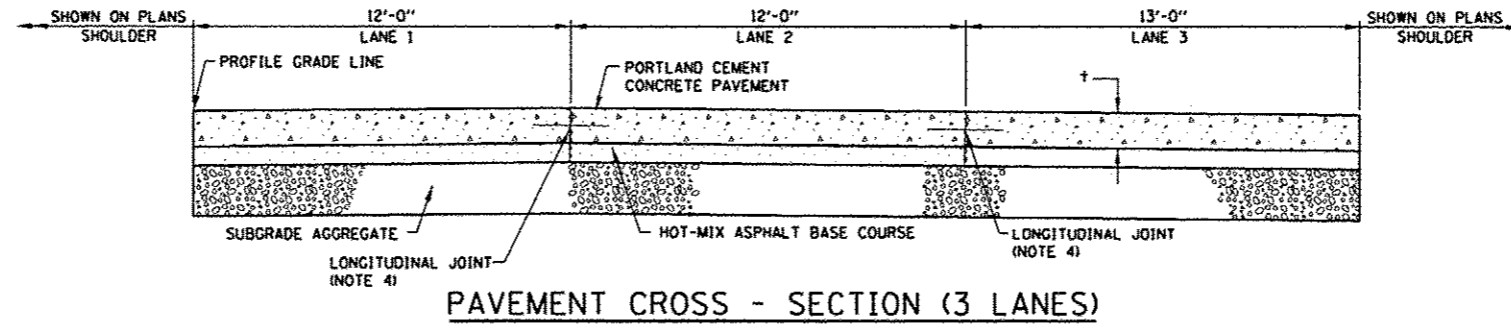 SHOWN ON PLANS
SHOULDER
12'-0"
LANE 1
12'-0"
LANE 2
13'-0"
LANE 3
SHOWN ON PLANS
SHOULDER
PROFILE GRADE LINE
PORTLAND CEMENT
CONCRETE PAVEMENT
†
SUBGRADE AGGREGATE
HOT-MIX ASPHALT BASE COURSE
LONGITUDINAL JOINT
(NOTE 4)
LONGITUDINAL JOINT
(NOTE 4)
PAVEMENT CROSS - SECTION (3 LANES)